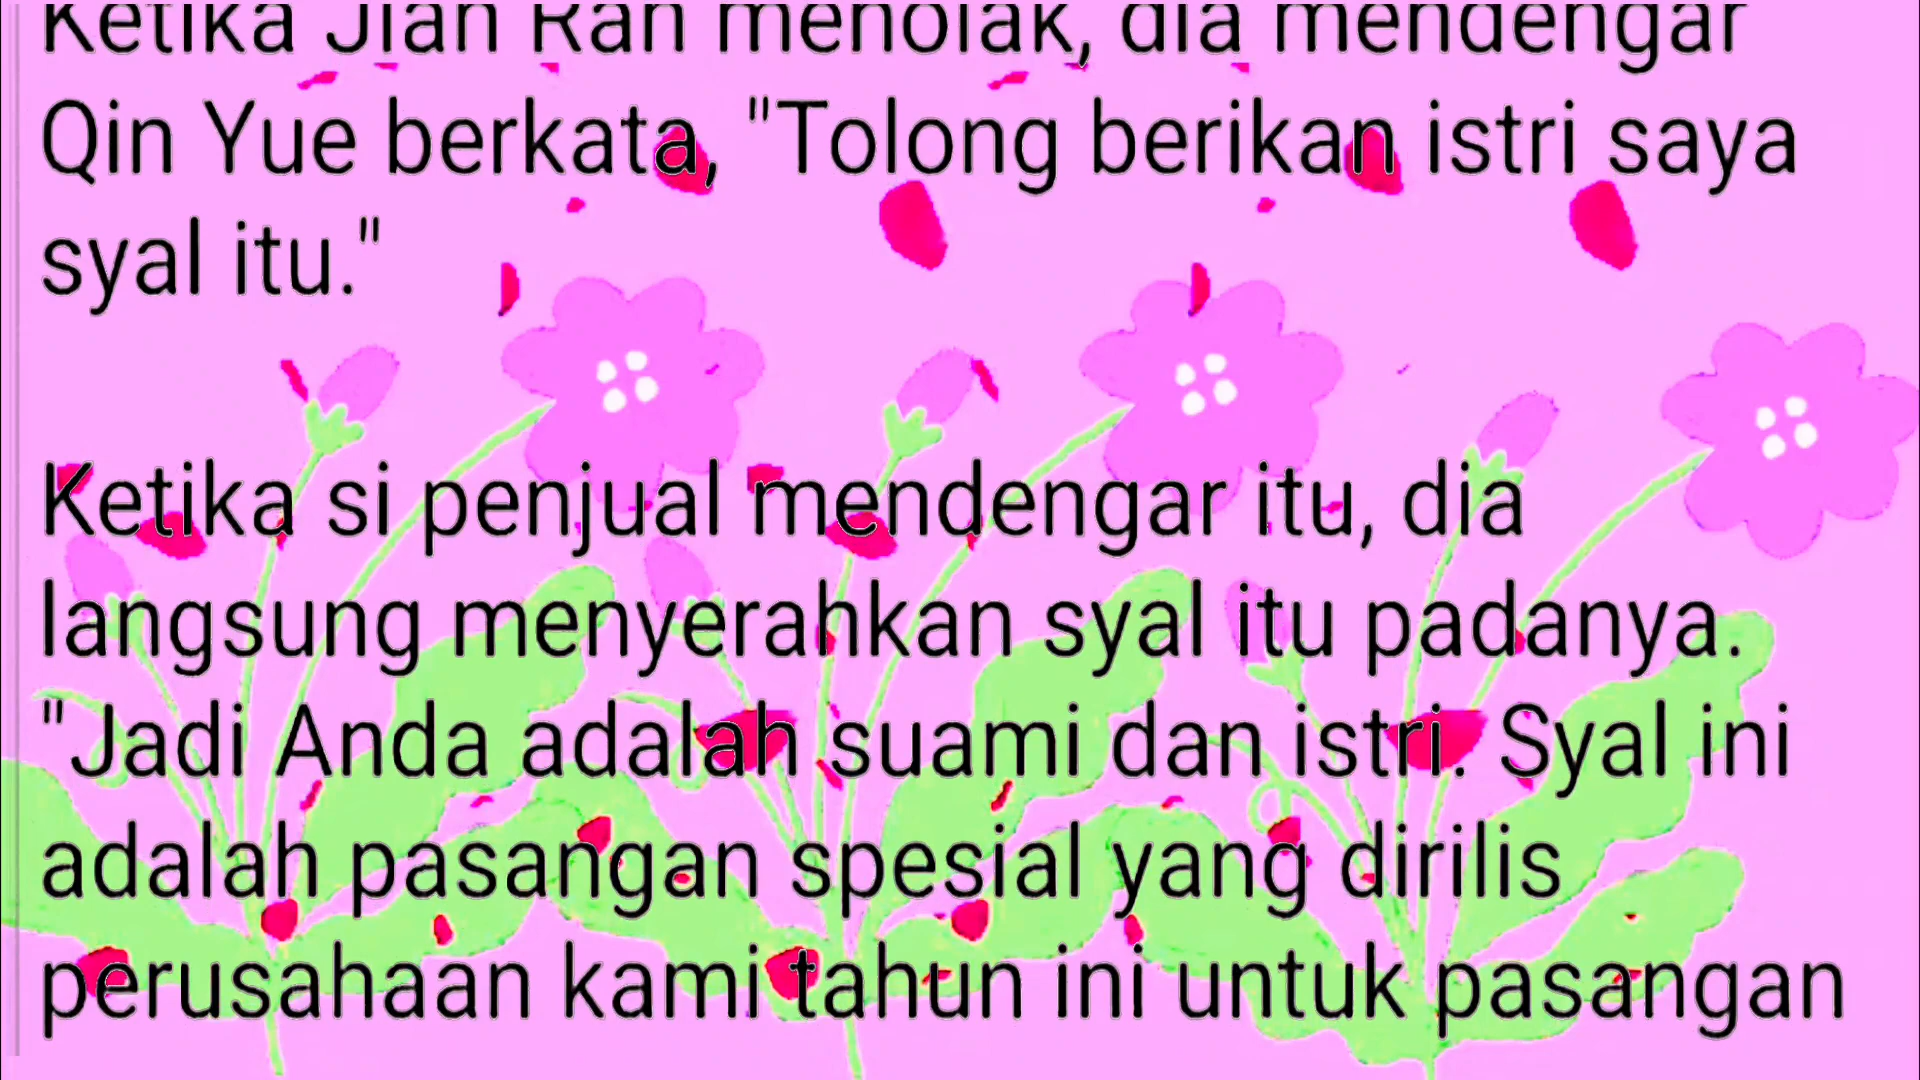 Ketika Jian Ran menolak, dia mendengar
Qin Yue berkata, "Tolong berikan istri saya
syal itu."
Ketika si penjual mendengar itu, dia
langsung menyerahkan syal itu padanya.
"Jadi Anda adalah suami dan istri. Syal ini
adalah pasangan spesial yang dirilis
perusahaan kami tahun ini untuk pasangan